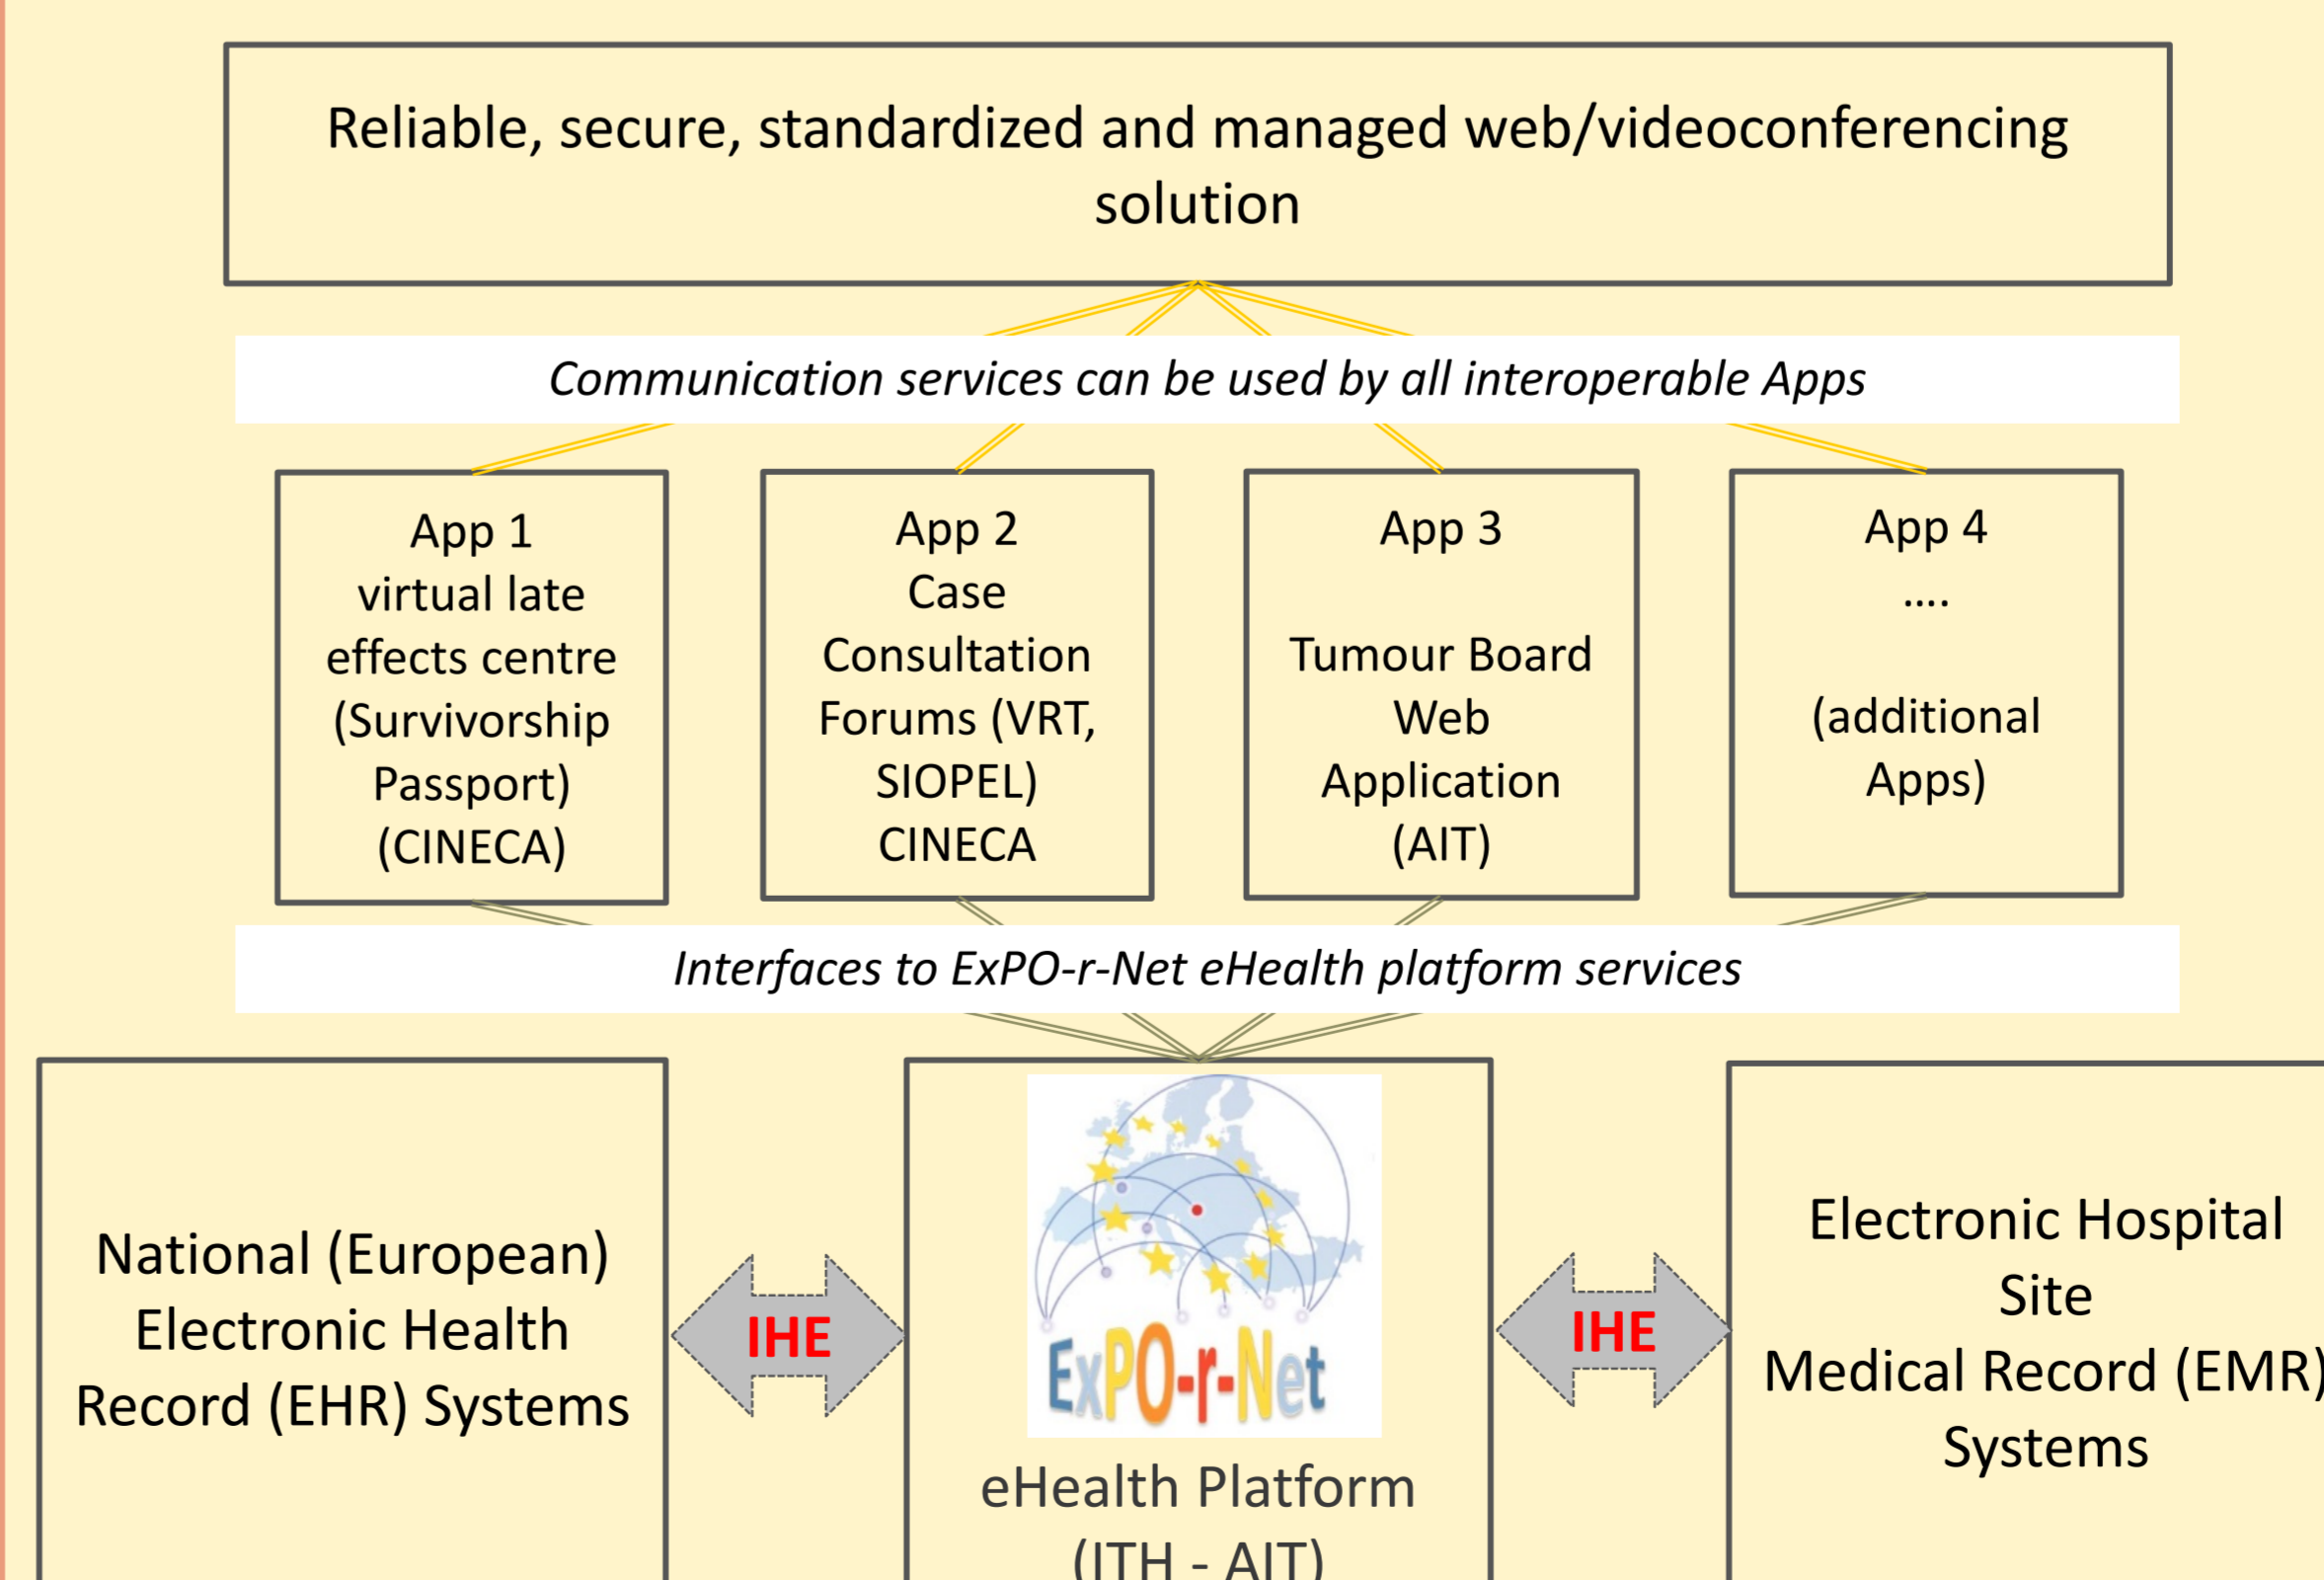 Reliable, secure, standardized and managed web/videoconferencing
solution
Communication services can be used by all interoperable Apps
App 1
virtual late
effects centre
(Survivorship
Passport)
(CINECA)
App 2
Case
Consultation
Forums (VRT,
SIOPEL)
CINECA
App 3
Tumour Board
Web
Application
(AIT)
App 4
....
(additional
Apps)
Interfaces to ExPO-r-Net eHealth platform services
National (European)
Electronic Health
Record (EHR) Systems
IHE
ExPO-r-Net
eHealth Platform
(ITH - AIT)
IHE
Electronic Hospital
Site
Medical Record (EMR)
Systems